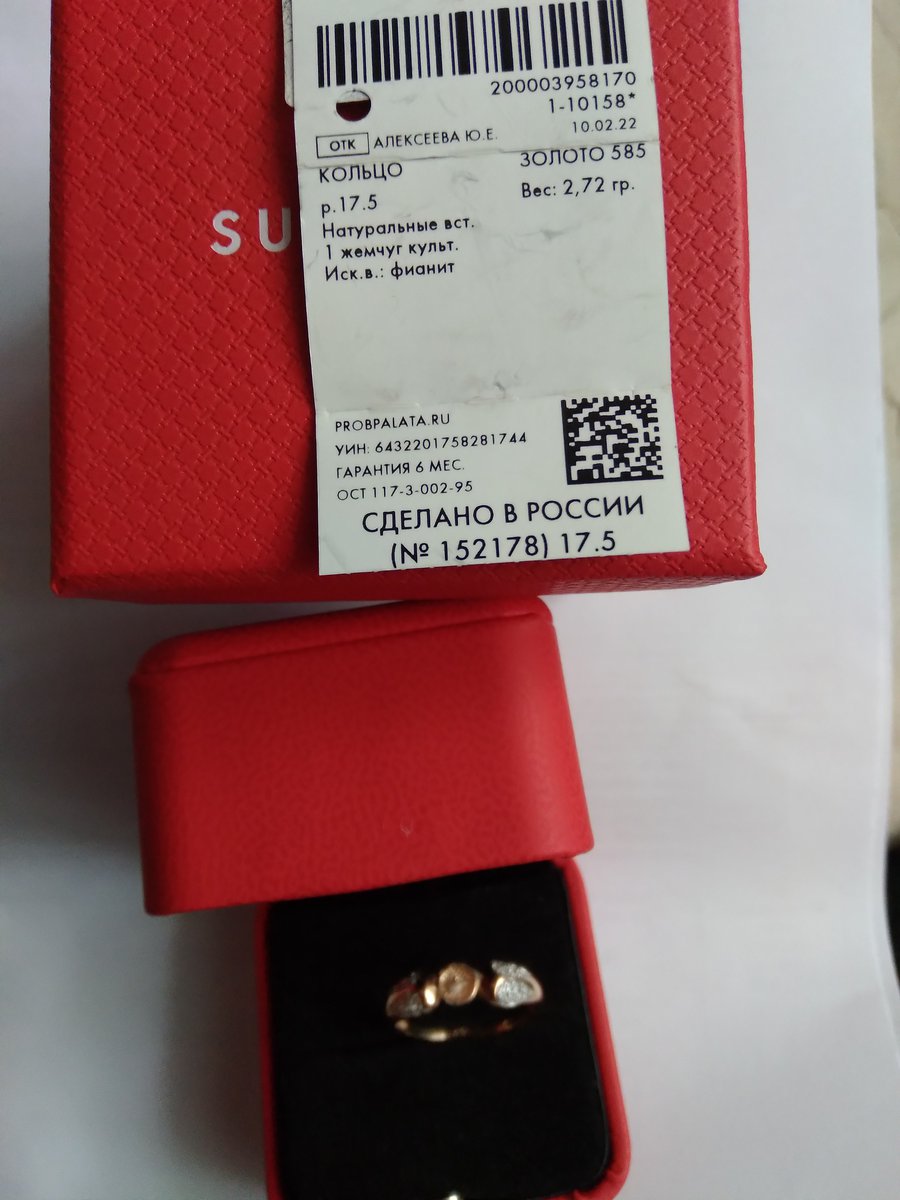 SU
200003958170
1-10158*
10.02.22
ОТК АЛЕКСЕЕВА Ю.Е.
КОЛЬЦО ЗОЛОТО 585
р.17.5 Вес: 2,72 гр.
Натуральные вст.
1 жемчуг культ.
Иск.в.: фианит
PROBPALATA.RU
УИН: 6432201758281744
ГАРАНТИЯ 6 МЕС.
ОСТ 117-3-002-95
СДЕЛАНО В РОССИИ
(№ 152178) 17.5